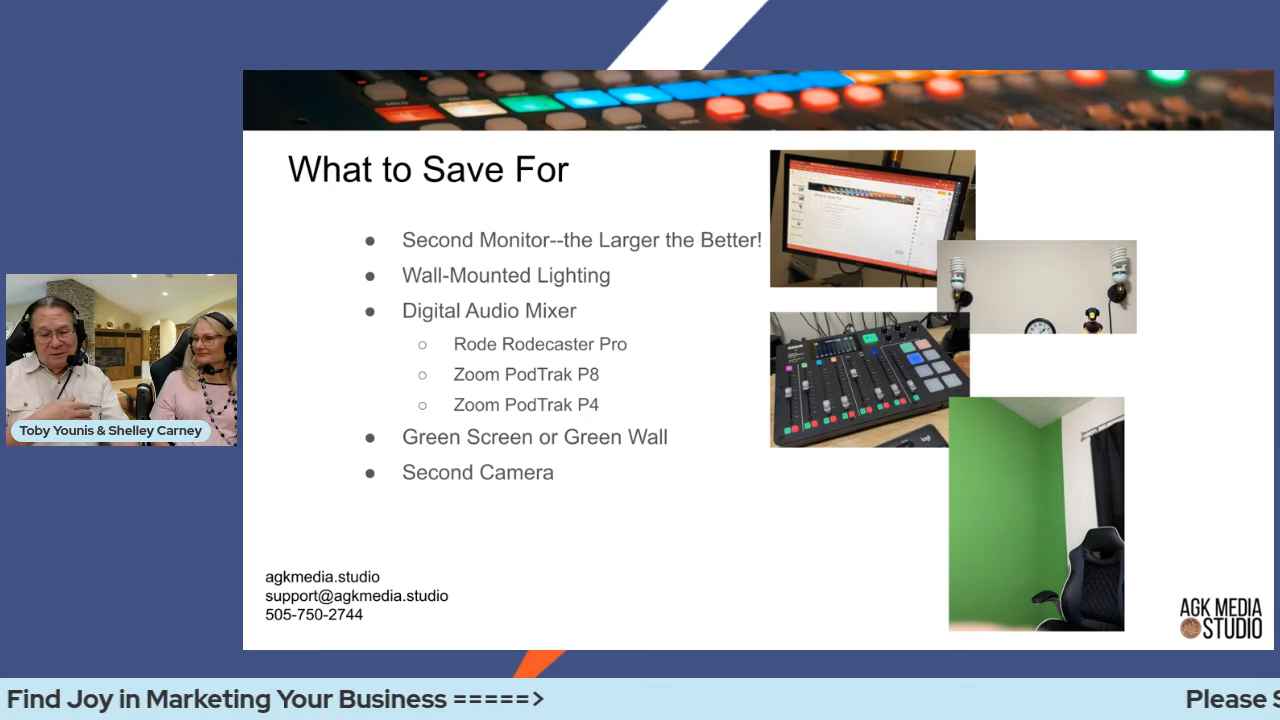 What to Save For
● Second Monitor--the Larger the Better!
● Wall-Mounted Lighting
● Digital Audio Mixer
○ Rode Rodecaster Pro
○ Zoom PodTrak P8
○ Zoom PodTrak P4
● Green Screen or Green Wall
● Second Camera
Toby Younis & Shelley Carney
agkmedia.studio
support@agkmedia.studio
505-750-2744
AGK MEDIA
STUDIO
Find Joy in Marketing Your Business =====> Please S